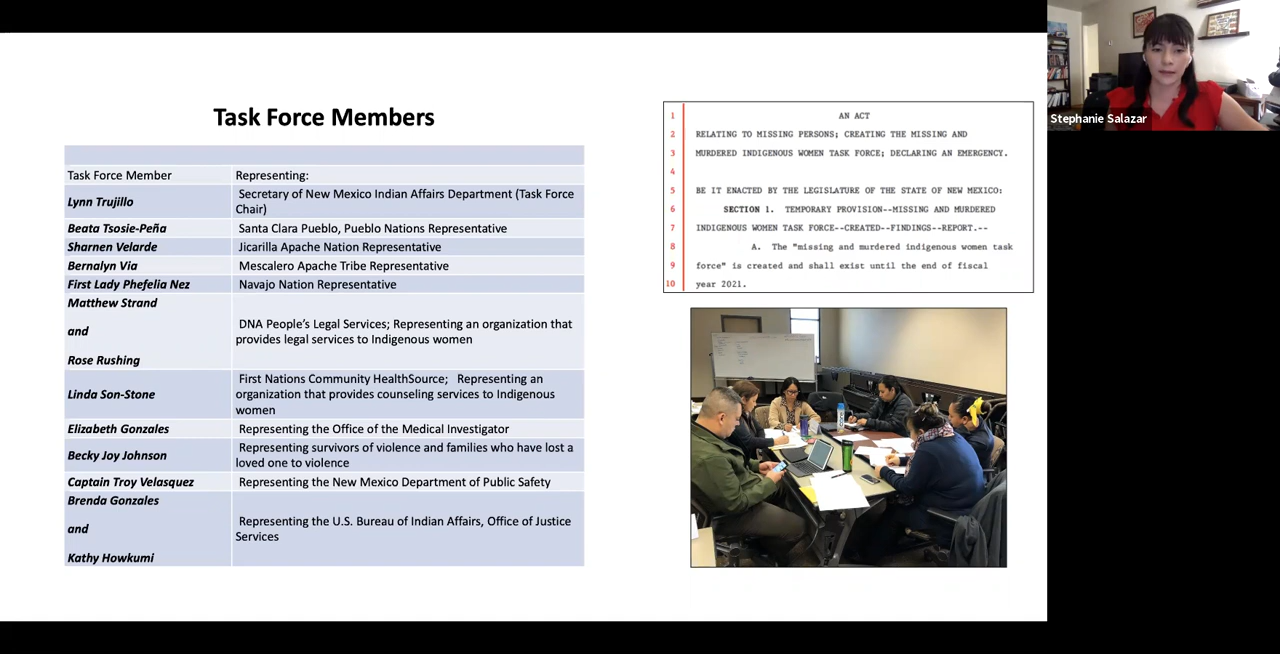 Task Force Members
Task Force Member
Representing:
Lynn Trujillo
Secretary of New Mexico Indian Affairs Department (Task Force
Chair)
Beata Tsosie-Peña
Santa Clara Pueblo, Pueblo Nations Representative
Sharnen Velarde
Jicarilla Apache Nation Representative
Bernalyn Via
Mescalero Apache Tribe Representative
First Lady Phefelia Nez
Navajo Nation Representative
Matthew Strand
and
Rose Rushing
DNA People's Legal Services; Representing an organization that
provides legal services to Indigenous women
Linda Son-Stone
First Nations Community HealthSource; Representing an
organization that provides counseling services to Indigenous
women
Elizabeth Gonzales
Representing the Office of the Medical Investigator
Becky Joy Johnson
Representing survivors of violence and families who have lost a
loved one to violence
Captain Troy Velasquez
Representing the New Mexico Department of Public Safety
Brenda Gonzales
and
Kathy Howkumi
Representing the U.S. Bureau of Indian Affairs, Office of Justice
Services
1 AN ACT
2 RELATING TO MISSING PERSONS; CREATING THE MISSING AND
3 MURDERED INDIGENOUS WOMEN TASK FORCE; DECLARING AN EMERGENCY.
4
5 BE IT ENACTED BY THE LEGISLATURE OF THE STATE OF NEW MEXICO:
6 SECTION 1. TEMPORARY PROVISION--MISSING AND MURDERED
7 INDIGENOUS WOMEN TASK FORCE--CREATED--FINDINGS--REPORT.--
8 A. The "missing and murdered indigenous women task
9 force" is created and shall exist until the end of fiscal
10 year 2021.
Stephanie Salazar